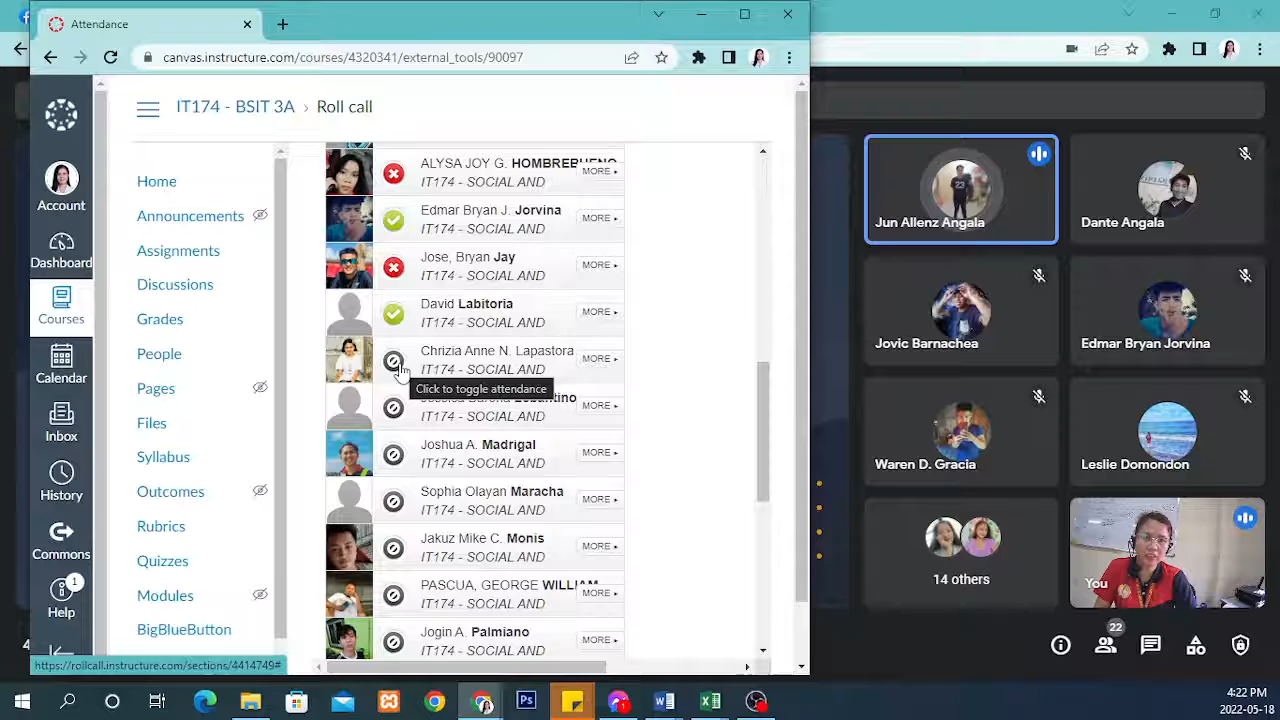 Attendance
canvas.instructure.com/courses/4320341/external_tools/90097
IT174 - BSIT 3A › Roll call
Account
Dashboard
Courses
Calendar
Inbox
History
Commons
1
Help
Home
Announcements
Assignments
Discussions
Grades
People
Pages
Files
Syllabus
Outcomes
Rubrics
Quizzes
Modules
BigBlueButton
ALYSA JOY G.
IT174 - SOCIAL AND
MORE
Edmar Bryan J. Jorvina
IT174 - SOCIAL AND
MORE
Jose, Bryan Jay
IT174 - SOCIAL AND
MORE
David Labitoria
IT174 - SOCIAL AND
MORE
Chrizia Anne N. Lapastora
IT174 - SOCIAL AND
MORE
Click to toggle attendance
IT174 - SOCIAL AND
MORE
Joshua A. Madrigal
IT174 - SOCIAL AND
MORE
Sophia Olayan Maracha
IT174 - SOCIAL AND
MORE
Jakuz Mike C. Monis
IT174 - SOCIAL AND
MORE
PASCUA, GEORGE WILLIAM
IT174 - SOCIAL AND
MORE
Jogin A. Palmiano
IT174 - SOCIAL AND
MORE
https://rollcall.instructure.com/sections/4414749#
Jun Allenz Angala
Dante Angala
Jovic Barnachea
Edmar Bryan Jorvina
Waren D. Gracia
Leslie Domondon
14 others
You
22
1
4:22 PM
2022-05-18